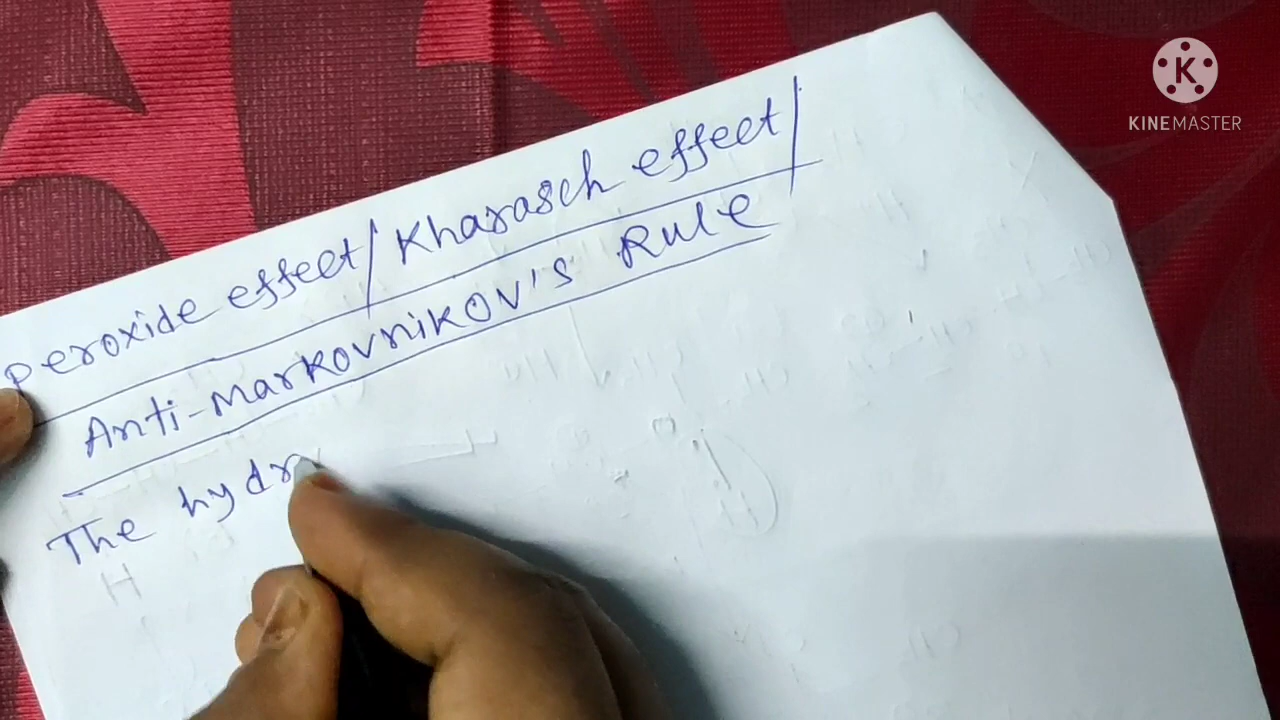 Peroxide effect/Kharasch effect/
Anti-Markovnikov's Rule
The hydr
K
KINEMASTER